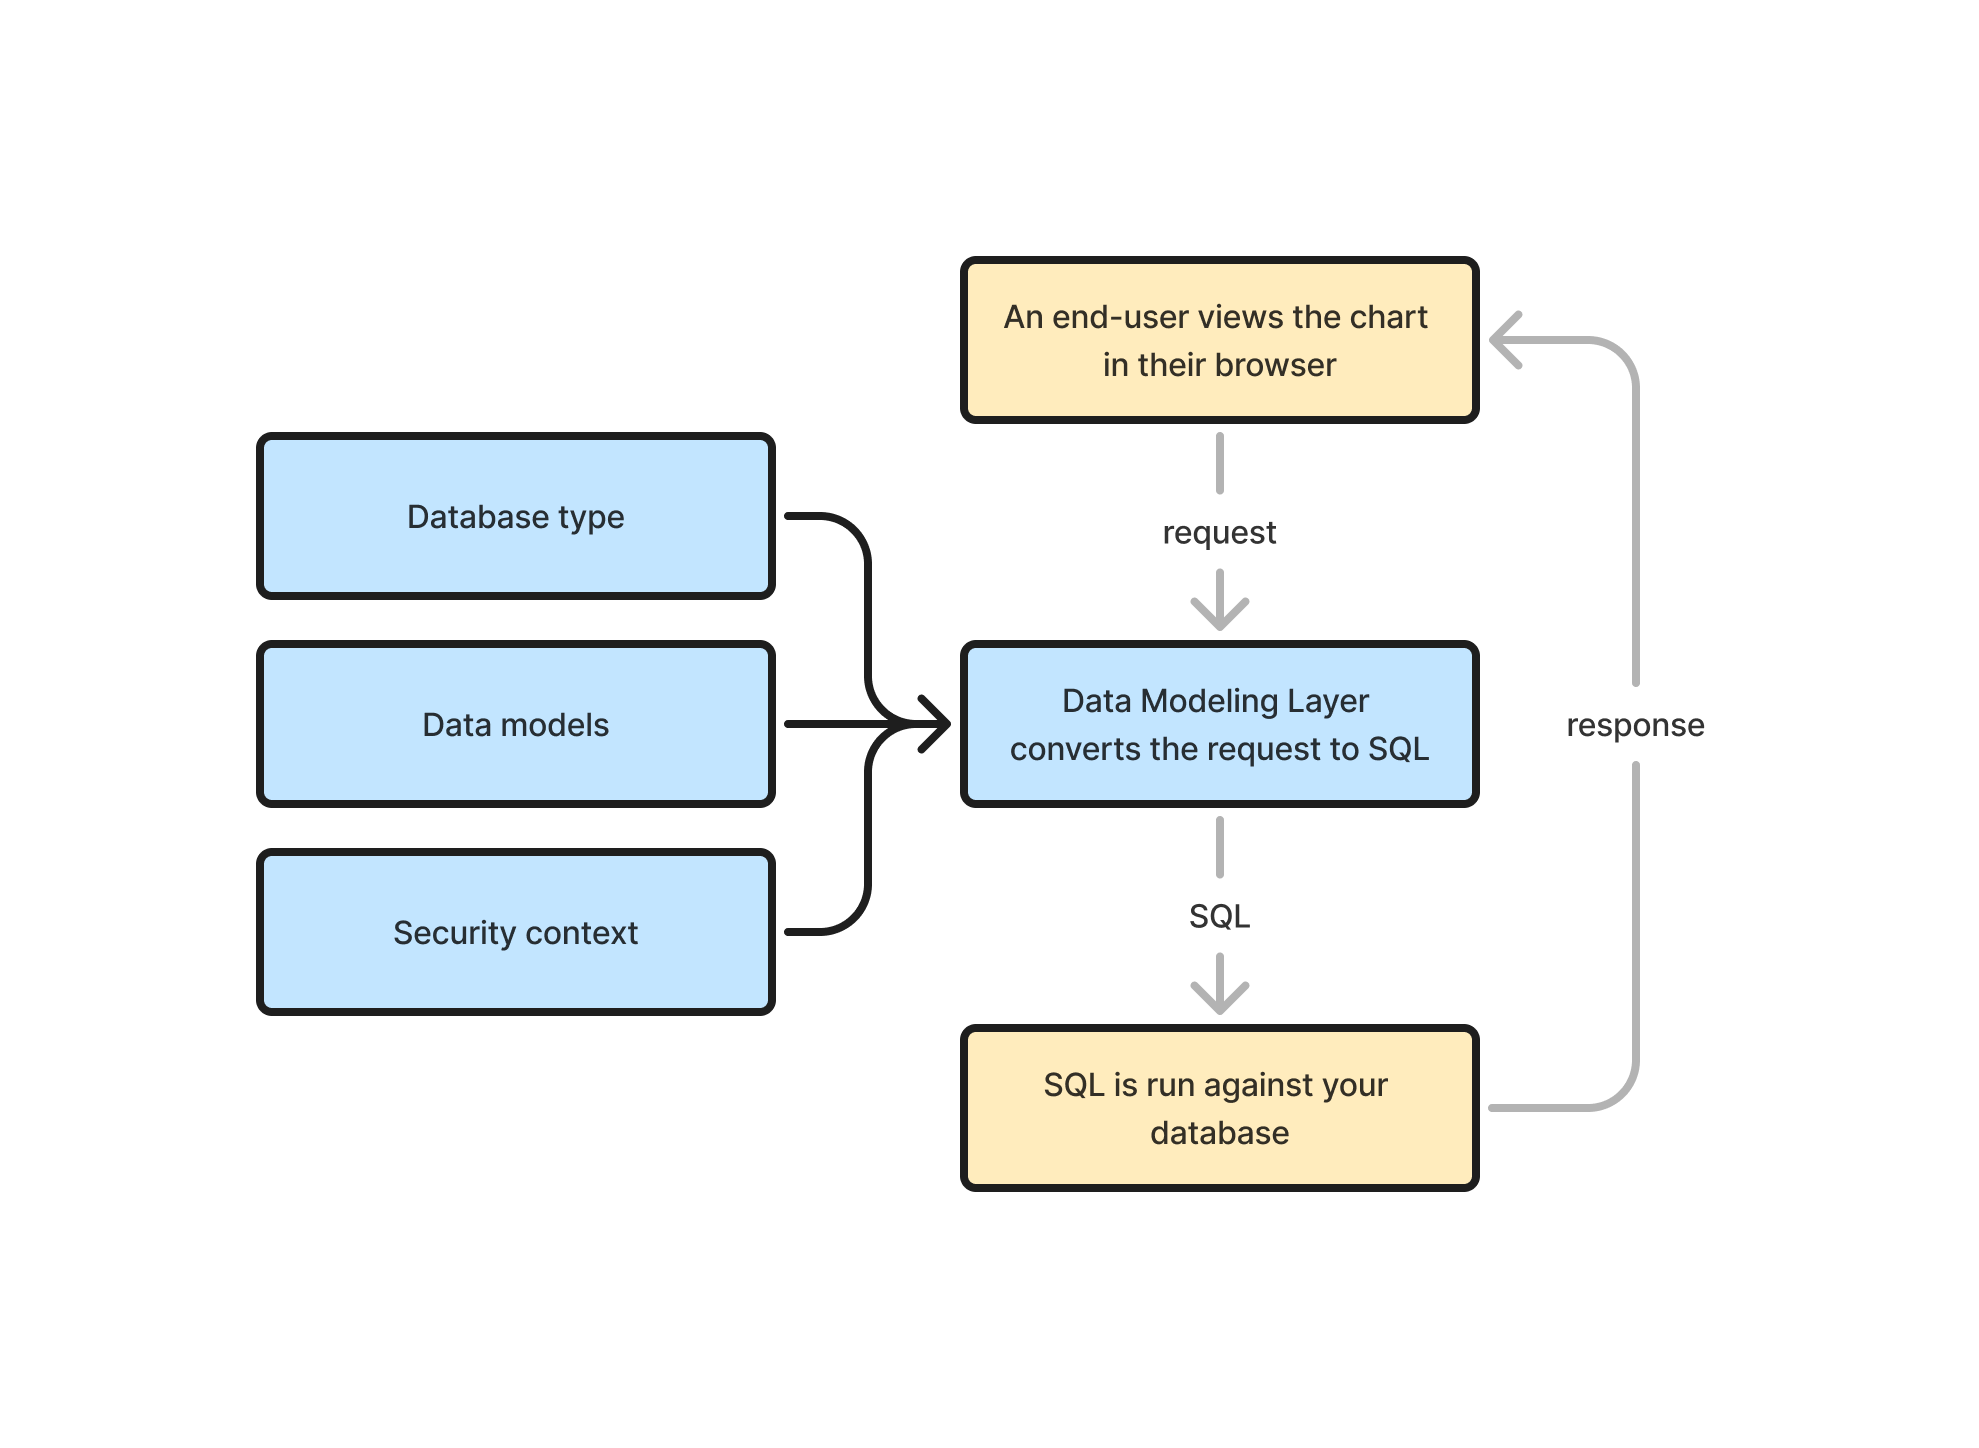 An end-user views the chart
in their browser
request
Database type
Data models
Security context
Data Modeling Layer
converts the request to SQL
response
SQL
SQL is run against your
database